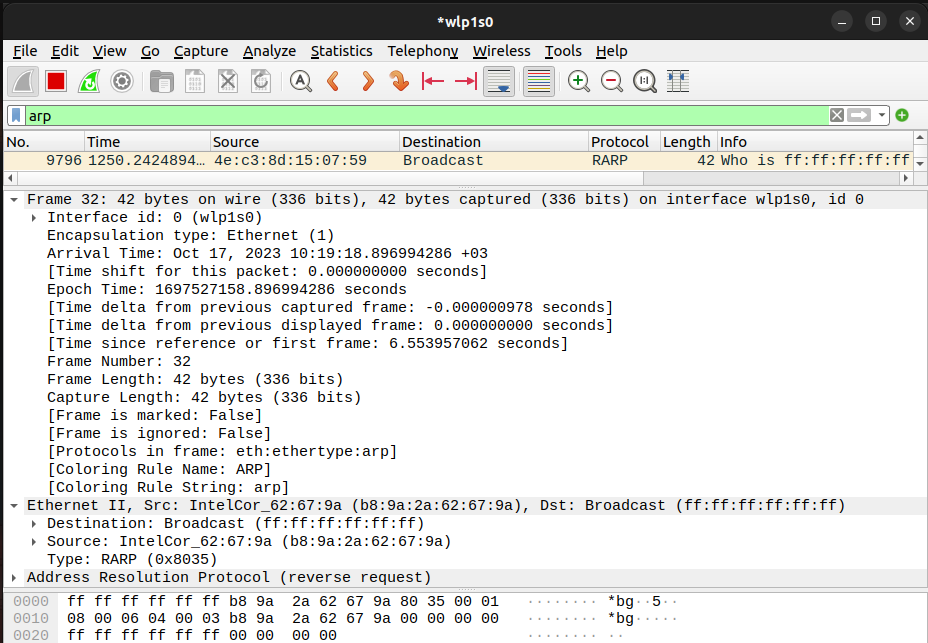 *wlp1s0
File Edit View Go Capture Analyze Statistics Telephony Wireless Tools Help
arp
No. Time Source Destination Protocol Length Info
9796 1250.2424894… 4e:c3:8d:15:07:59 Broadcast RARP 42 Who is ff:ff:ff:ff:ff
Frame 32: 42 bytes on wire (336 bits), 42 bytes captured (336 bits) on interface wlp1s0, id 0
Interface id: 0 (wlp1s0)
Encapsulation type: Ethernet (1)
Arrival Time: Oct 17, 2023 10:19:18.896994286 +03
[Time shift for this packet: 0.000000000 seconds]
Epoch Time: 1697527158.896994286 seconds
[Time delta from previous captured frame: -0.000000978 seconds]
[Time delta from previous displayed frame: 0.000000000 seconds]
[Time since reference or first frame: 6.553957062 seconds]
Frame Number: 32
Frame Length: 42 bytes (336 bits)
Capture Length: 42 bytes (336 bits)
[Frame is marked: False]
[Frame is ignored: False]
[Protocols in frame: eth:ethertype:arp]
[Coloring Rule Name: ARP]
[Coloring Rule String: arp]
Ethernet II, Src: IntelCor_62:67:9a (b8:9a:2a:62:67:9a), Dst: Broadcast (ff:ff:ff:ff:ff:ff)
Destination: Broadcast (ff:ff:ff:ff:ff:ff)
Source: IntelCor_62:67:9a (b8:9a:2a:62:67:9a)
Type: RARP (0x8035)
Address Resolution Protocol (reverse request)
0000 ff ff ff ff ff ff b8 9a 2a 62 67 9a 80 35 00 01 ········ *bg··5··
0010 08 00 06 04 00 03 b8 9a 2a 62 67 9a 00 00 00 00 ········ *bg·····
0020 ff ff ff ff ff ff 00 00 00 00 ········ ··